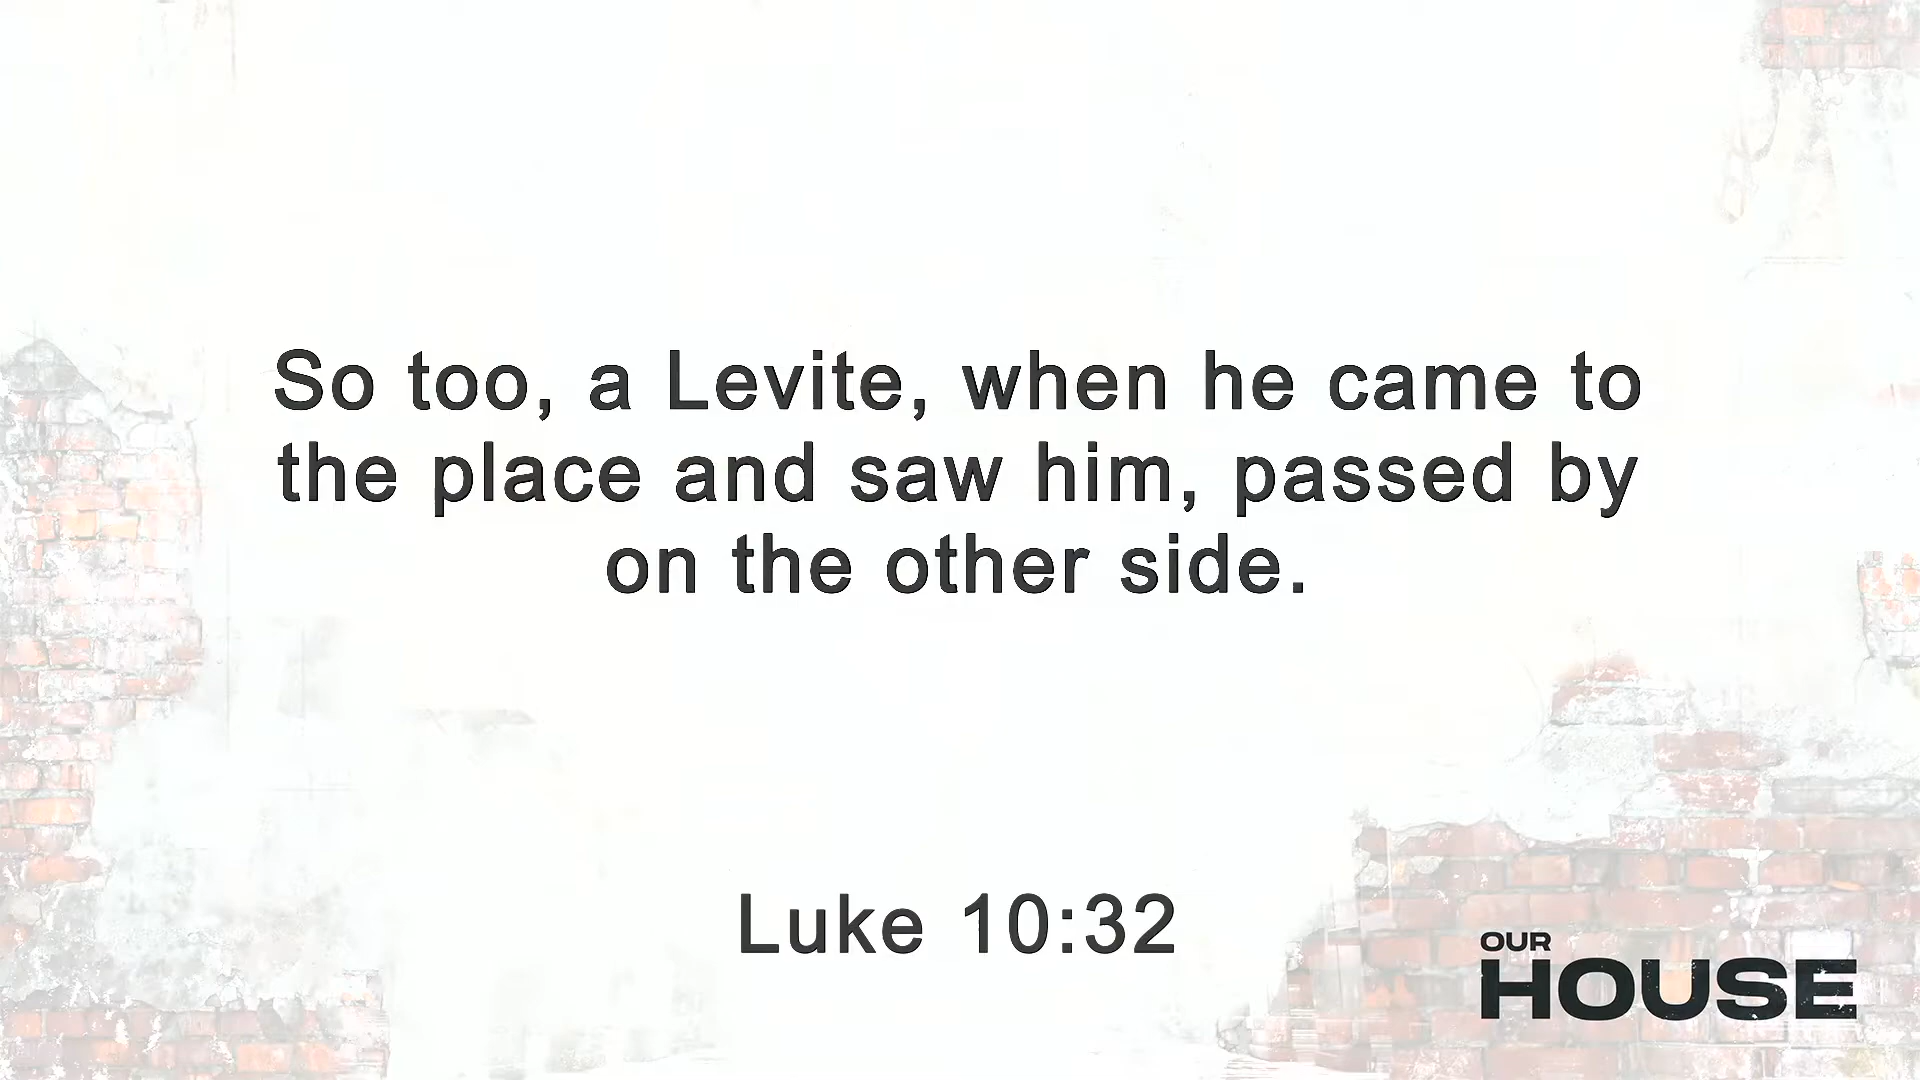 So too, a Levite, when he came to
the place and saw him, passed by
on the other side.
Luke 10:32
OUR
HOUSE